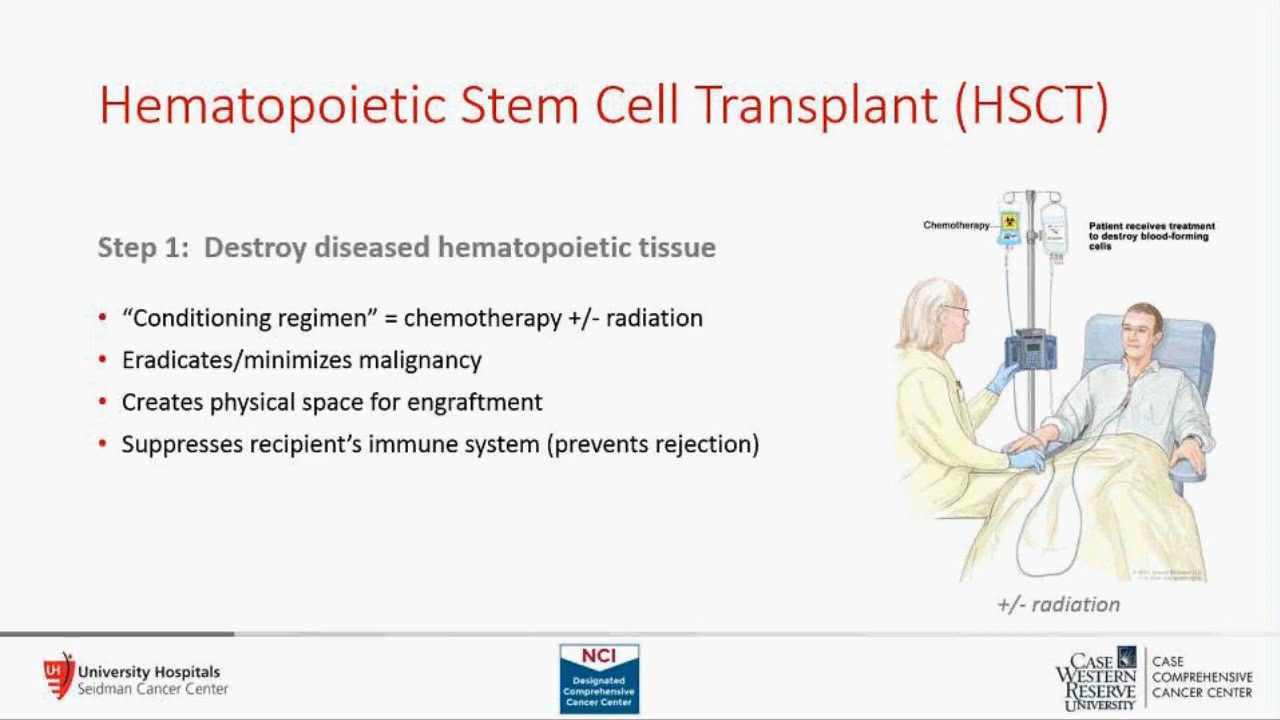 Hematopoietic Stem Cell Transplant (HSCT)
Step 1: Destroy diseased hematopoietic tissue
• “Conditioning regimen” = chemotherapy +/- radiation
• Eradicates/minimizes malignancy
• Creates physical space for engraftment
• Suppresses recipient’s immune system (prevents rejection)
Chemotherapy
Patient receives treatment
to destroy blood-forming
cells
+/- radiation
UH
University Hospitals
Seidman Cancer Center
NCI
Designated
Comprehensive
Cancer Center
CASE
WESTERN
RESERVE
UNIVERSITY
CASE
COMPREHENSIVE
CANCER CENTER